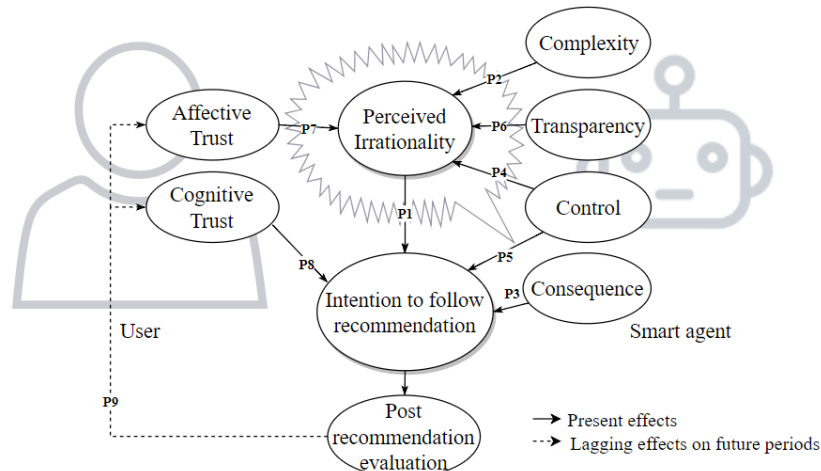 Complexity
P2
Affective
Trust
P7
Perceived
Irrationality
P6
Transparency
P4
Cognitive
Trust
P1
Control
P8
P5
Intention to follow
recommendation
P3
Consequence
User
Smart agent
P9
Post
recommendation
evaluation
Present effects
Lagging effects on future periods